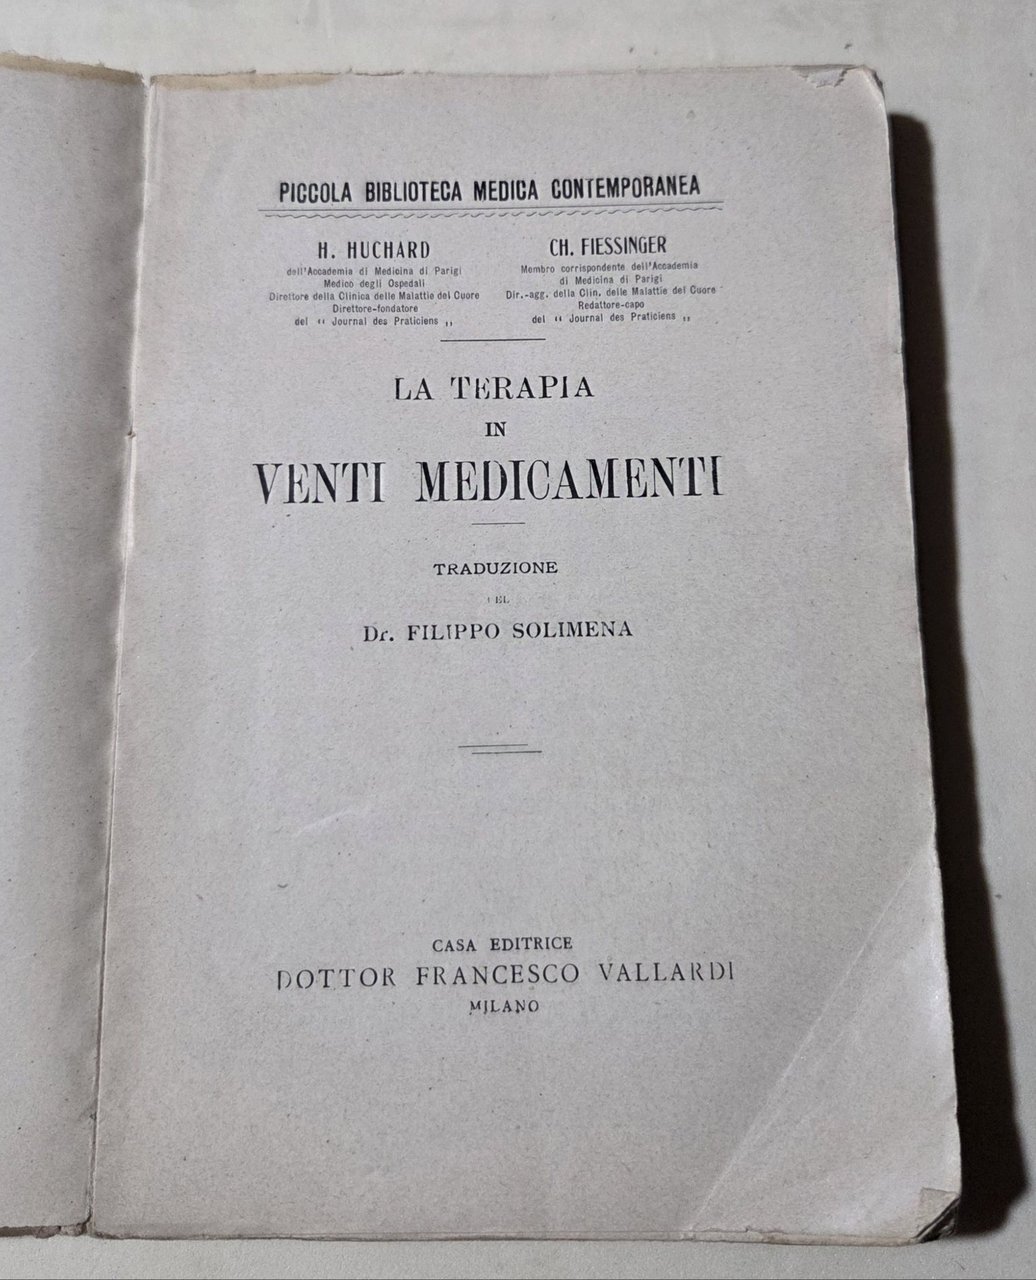 PICCOLA BIBLIOTECA MEDICA CONTEMPORANEA
H. HUCHARD
dell'Accademia di Medicina di Parigi
Medico degli Ospedali
Direttore della Clinica delle Malattie del Cuore
Direttore-fondatore
del “ Journal des Praticiens „
CH. FIESSINGER
Membro corrispondente dell'Accademia
di Medicina di Parigi
Dir.-agg. della Clin. delle Malattie del Cuore
Redattore-capo
del “ Journal des Praticiens „
LA TERAPIA
IN
VENTI MEDICAMENTI
TRADUZIONE
DEL
Dr. FILIPPO SOLIMENA
CASA EDITRICE
DOTTOR FRANCESCO VALLARDI
MILANO